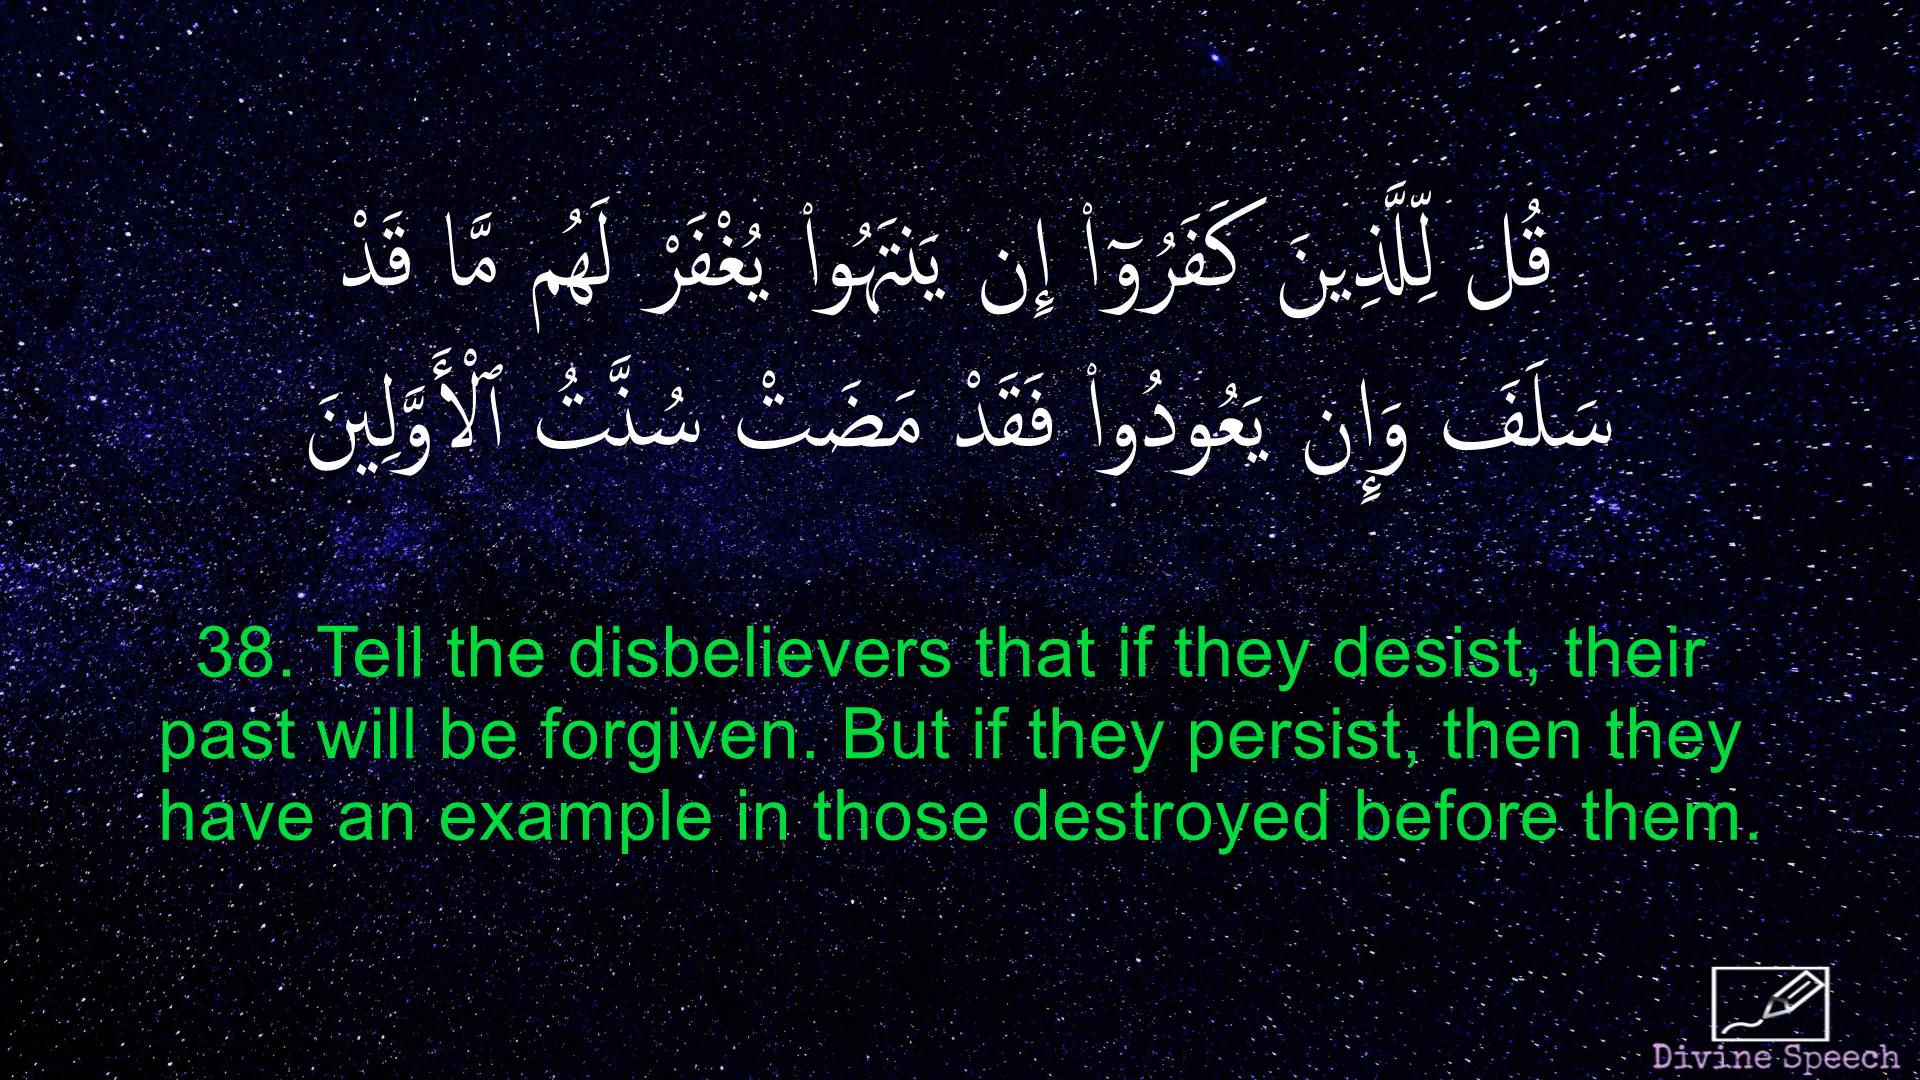 قُل لِّلَّذِينَ كَفَرُوٓا۟ إِن يَنتَهُوا۟ يُغْفَرْ لَهُم مَّا قَدْ
سَلَفَ وَإِن يَعُودُوا۟ فَقَدْ مَضَتْ سُنَّتُ ٱلْأَوَّلِينَ
38. Tell the disbelievers that if they desist, their
past will be forgiven. But if they persist, then they
have an example in those destroyed before them.
Divine Speech